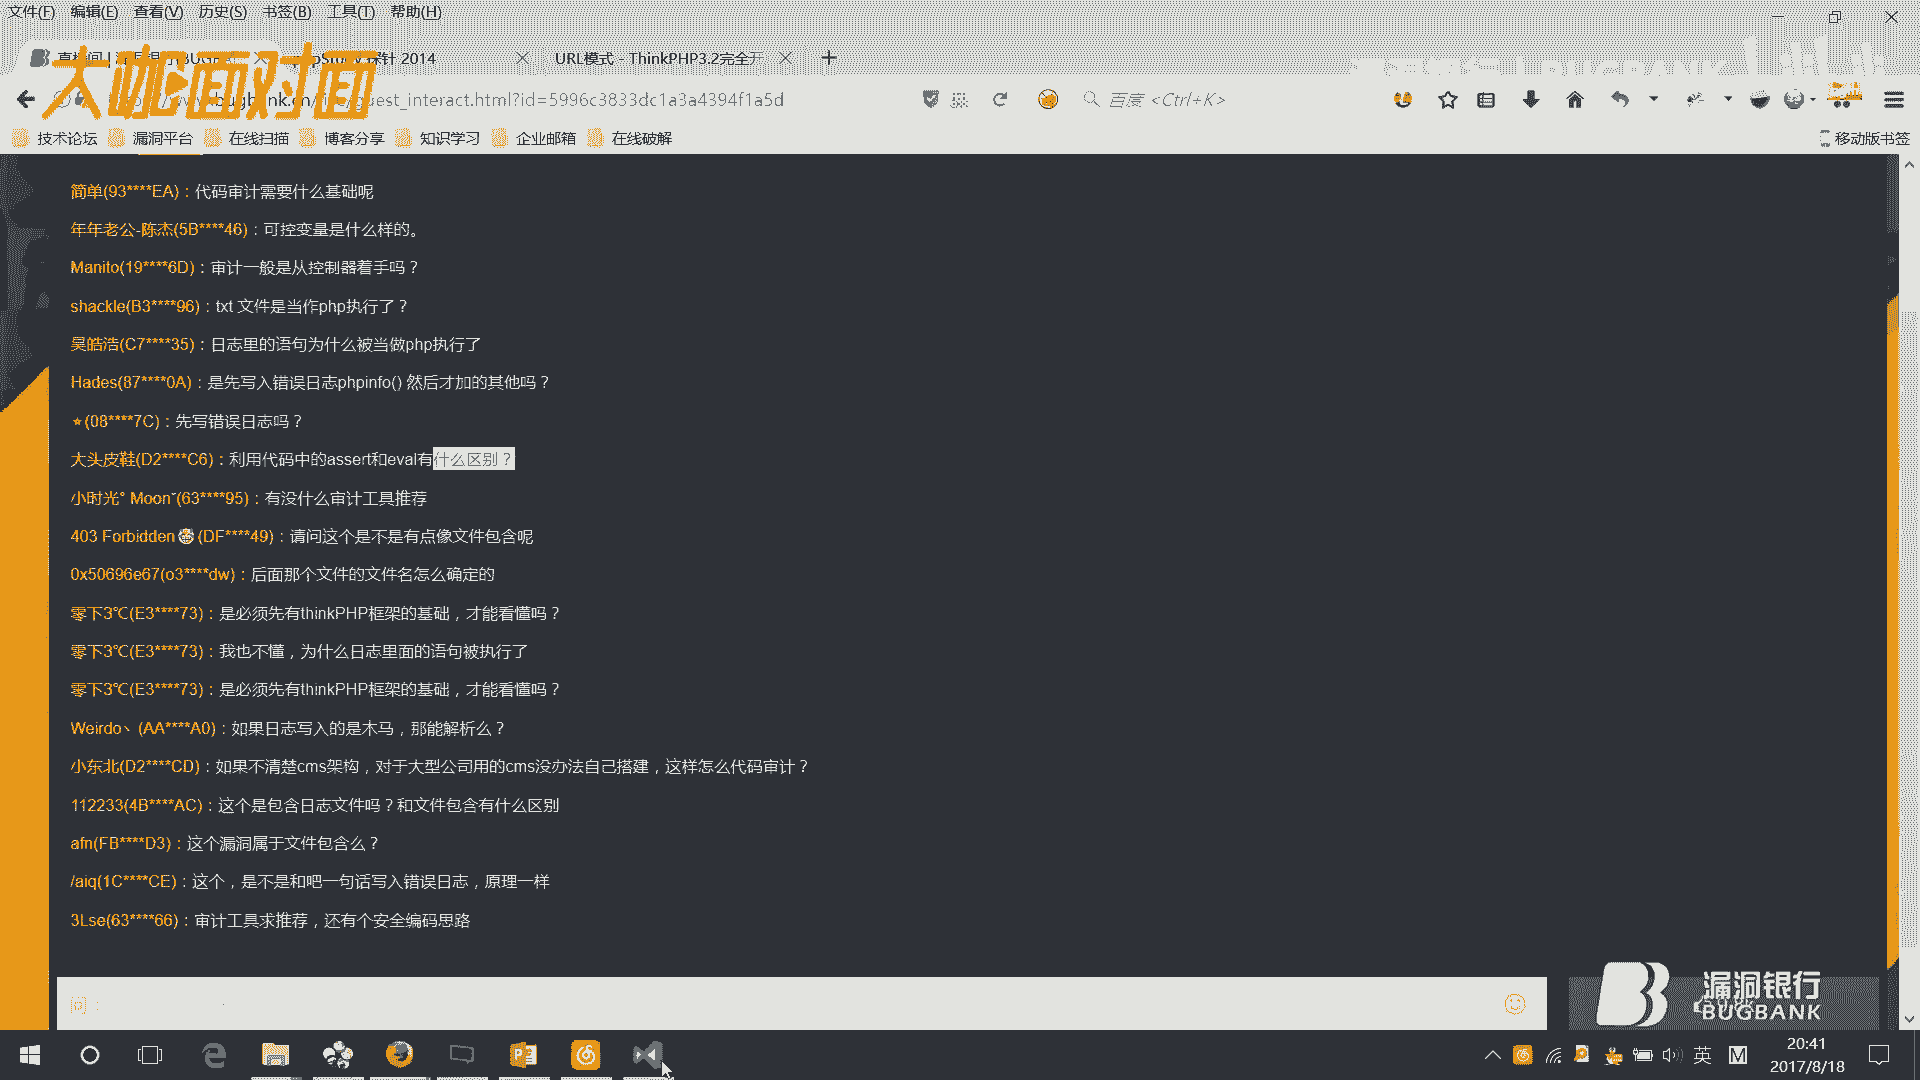 文件(F) 编辑(E) 查看(V) 历史(S) 书签(B) 工具(T) 帮助(H)
大咖面对面
探针 2014
URL模式 - ThinkPHP3.2完全开
guest_interact.html?id=5996c3833dc1a3a4394f1a5d
百度 <Ctrl+K>
技术论坛 漏洞平台 在线扫描 博客分享 知识学习 企业邮箱 在线破解
移动版书签
简单(93****EA)：代码审计需要什么基础呢
年年老公-陈杰(5B****46)：可控变量是什么样的。
Manito(19****6D)：审计一般是从控制器着手吗？
shackle(B3****96)：txt 文件是当作php执行了？
吴皓浩(C7****35)：日志里的语句为什么被当做php执行了
Hades(87****0A)：是先写入错误日志phpinfo() 然后才加的其他吗？
⭐(08****7C)：先写错误日志吗？
大头皮鞋(D2****C6)：利用代码中的assert和eval有什么区别？
小时光° Moon˜(63****95)：有没什么审计工具推荐
403 Forbidden (DF****49)：请问这个是不是有点像文件包含呢
0x50696e67(o3****dw)：后面那个文件的文件名怎么确定的
零下3℃(E3****73)：是必须先有thinkPHP框架的基础，才能看懂吗？
零下3℃(E3****73)：我也不懂，为什么日志里面的语句被执行了
零下3℃(E3****73)：是必须先有thinkPHP框架的基础，才能看懂吗？
Weirdo丶 (AA****A0)：如果日志写入的是木马，那能解析么？
小东北(D2****CD)：如果不清楚cms架构，对于大型公司用的cms没办法自己搭建，这样怎么代码审计？
112233(4B****AC)：这个是包含日志文件吗？和文件包含有什么区别
afn(FB****D3)：这个漏洞属于文件包含么？
/aiq(1C****CE)：这个，是不是和吧一句话写入错误日志，原理一样
3Lse(63****66)：审计工具求推荐，还有个安全编码思路
问：
漏洞银行
BUGBANK
英
M
20:41
2017/8/18